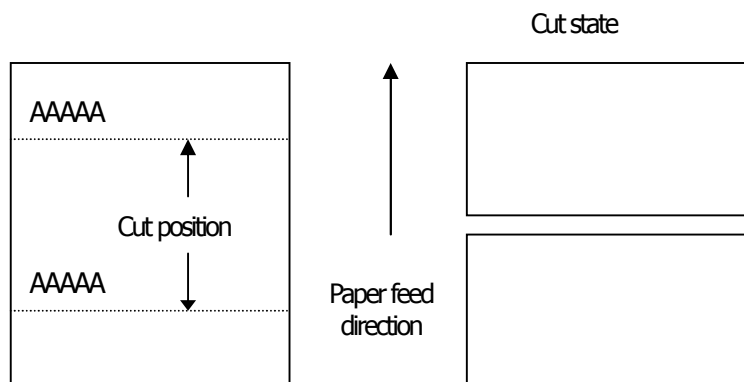 Cut state
AAAAA
Cut position
AAAAA
Paper feed
direction